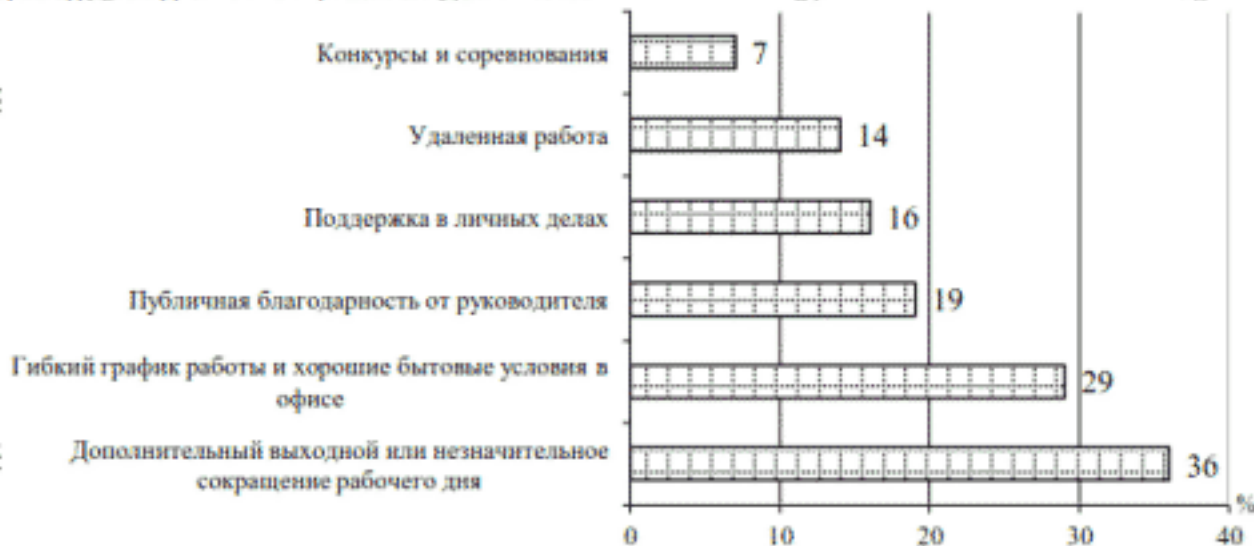 Конкурсы и соревнования
7
Удаленная работа
14
Поддержка в личных делах
16
Публичная благодарность от руководителя
19
Гибкий график работы и хорошие бытовые условия в
офисе
29
Дополнительный выходной или незначительное
сокращение рабочего дня
36
%
0 10 20 30 40